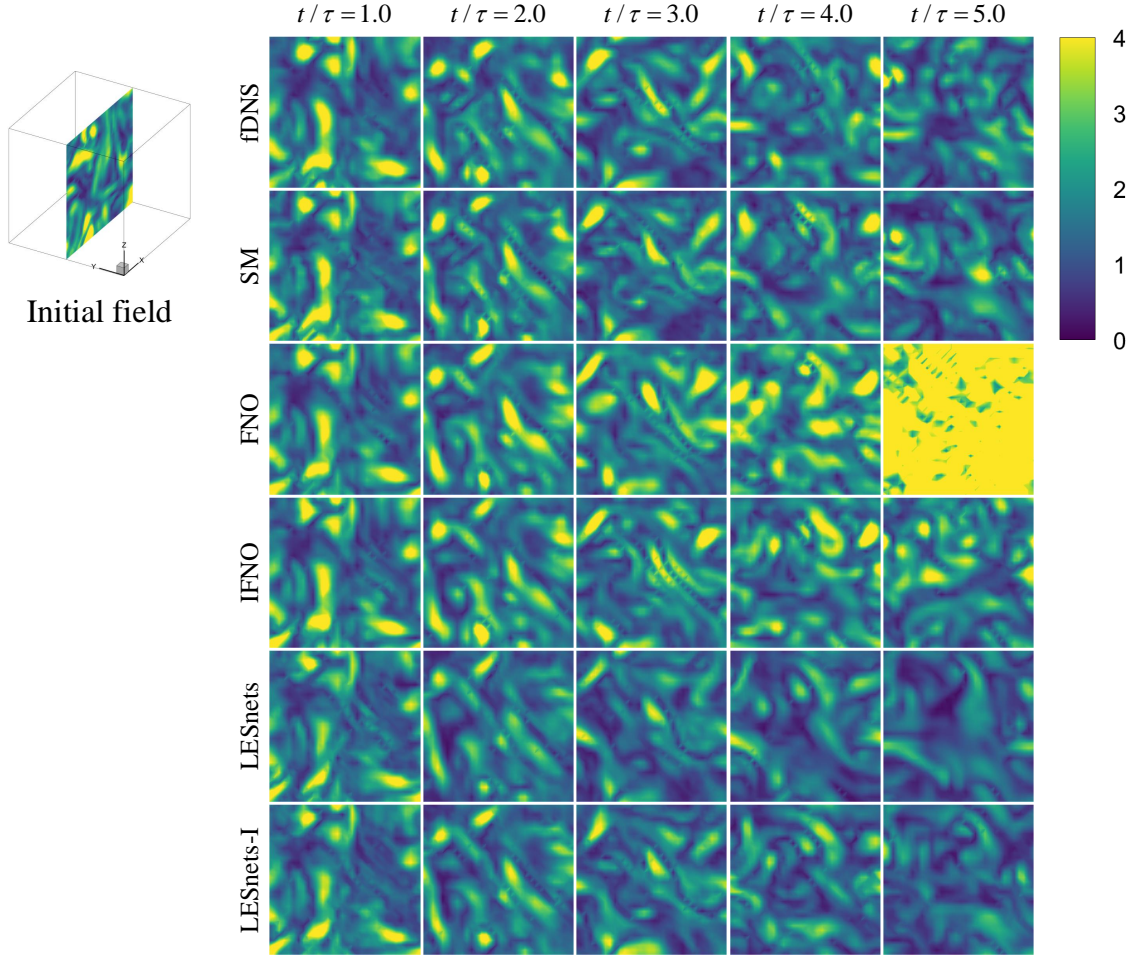 t / τ = 1.0 t / τ = 2.0 t / τ = 3.0 t / τ = 4.0 t / τ = 5.0
fDNS
SM
FNO
IFNO
LESnets
LESnets-I
Z
Y X
Initial field
4
3
2
1
0